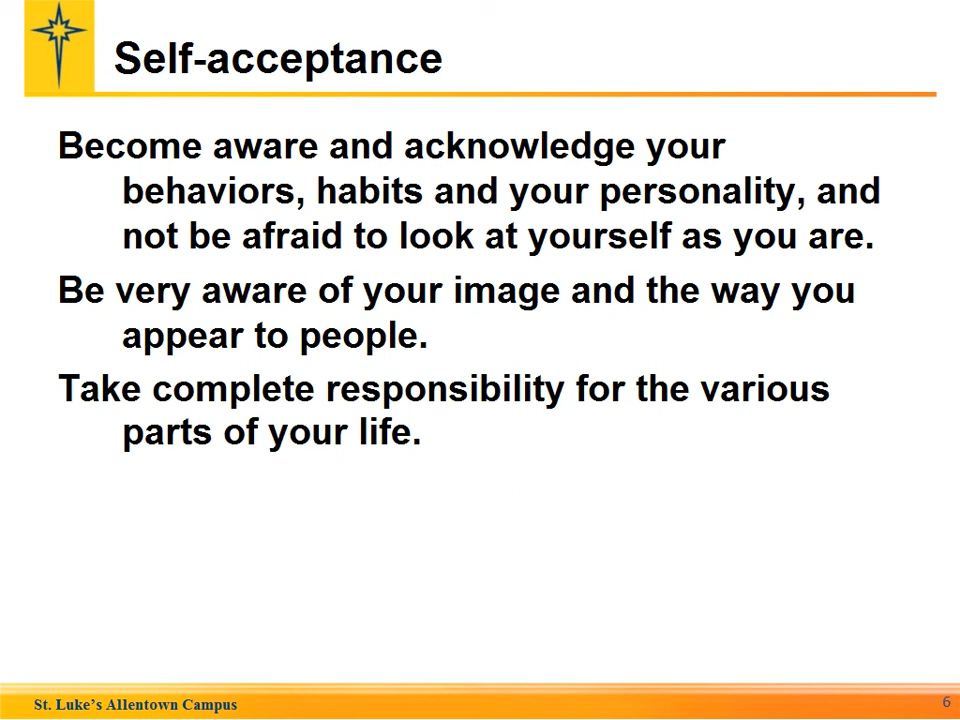 Self-acceptance
Become aware and acknowledge your
behaviors, habits and your personality, and
not be afraid to look at yourself as you are.
Be very aware of your image and the way you
appear to people.
Take complete responsibility for the various
parts of your life.
St. Luke's Allentown Campus
6